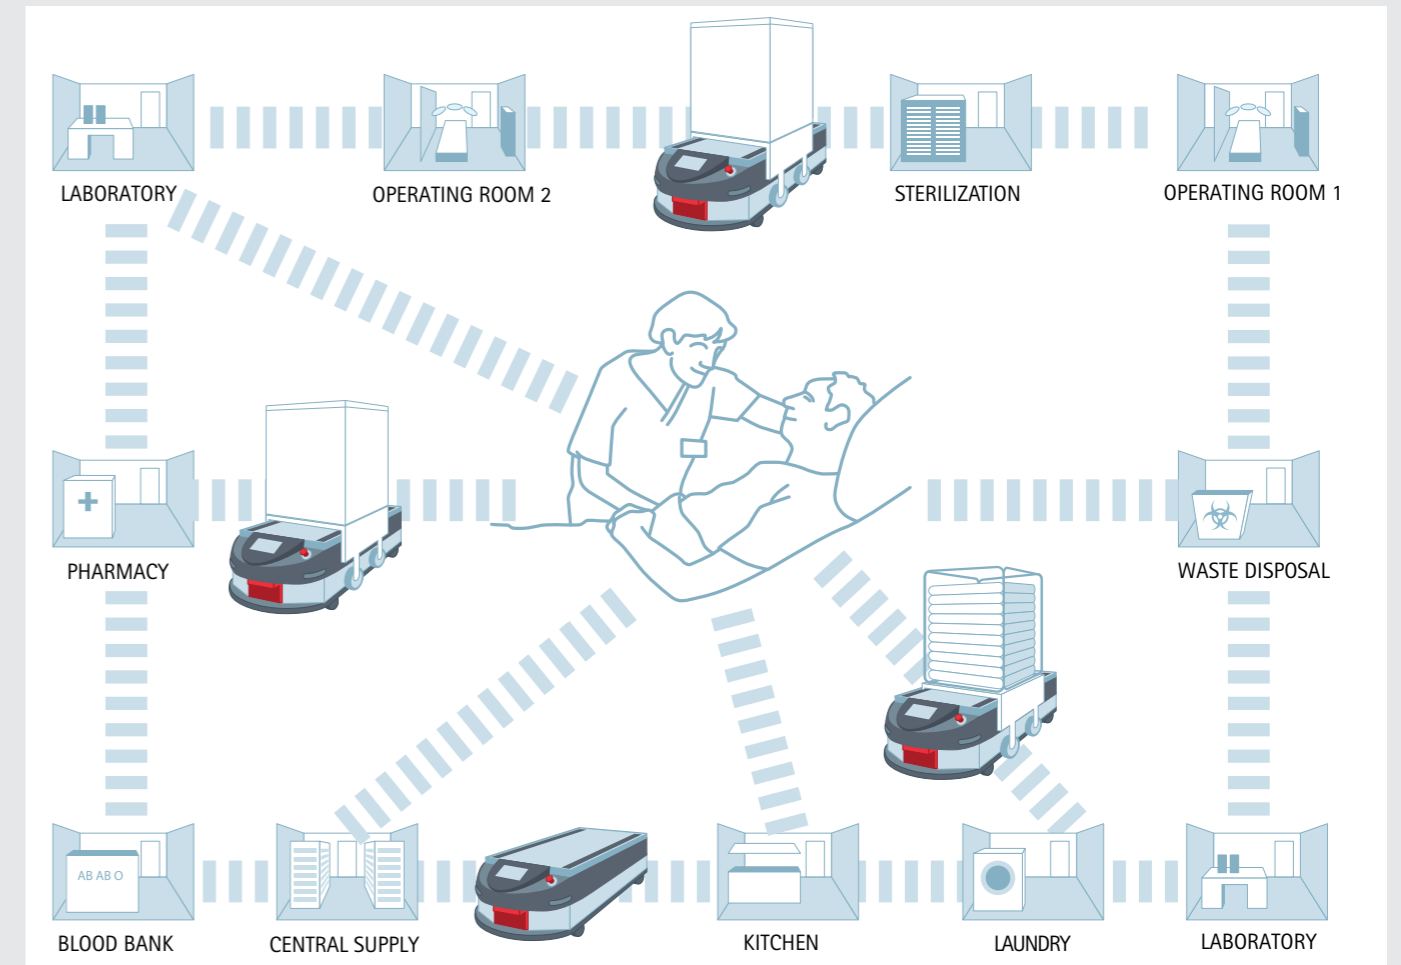 LABORATORY
OPERATING ROOM 2
STERILIZATION
OPERATING ROOM 1
PHARMACY
WASTE DISPOSAL
AB AB O
BLOOD BANK
CENTRAL SUPPLY
KITCHEN
LAUNDRY
LABORATORY